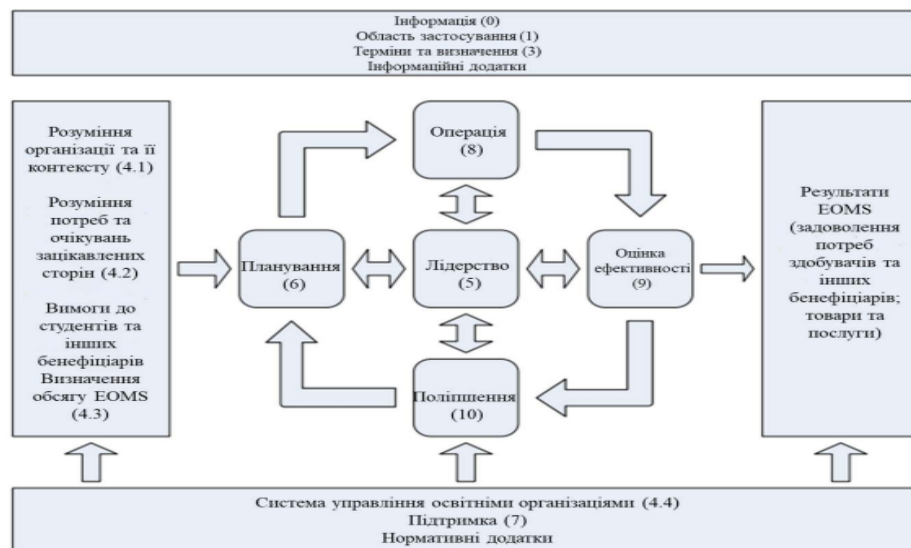 Інформація (0)
Область застосування (1)
Терміни та визначення (3)
Інформаційні додатки
Розуміння
організації та її
контексту (4.1)
Розуміння
потреб та
очікувань
зацікавлених
сторін (4.2)
Вимоги до
студентів та
інших
бенефіціарів
Визначення
обсягу EOMS
(4.3)
Операція
(8)
Планування
(6)
Лідерство
(5)
Оцінка
ефективності
(9)
Поліпшення
(10)
Результати
EOMS
(задоволення
потреб
здобувачів та
інших
бенефіціарів;
товари та
послуги)
Система управління освітніми організаціями (4.4)
Підтримка (7)
Нормативні додатки